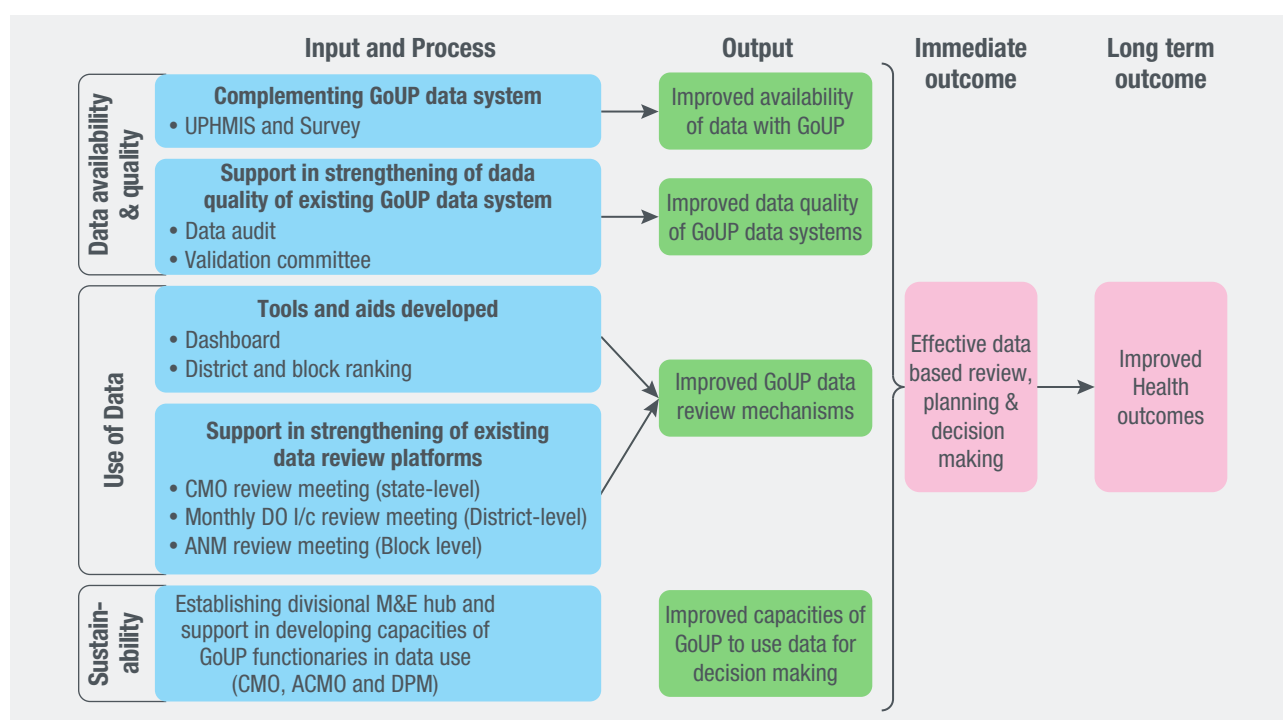 Input and Process
Output
Immediate
outcome
Long term
outcome
Data availability
& quality
Complementing GoUP data system
• UPHMIS and Survey
Improved availability
of data with GoUP
Support in strengthening of dada
quality of existing GoUP data system
• Data audit
• Validation committee
Improved data quality
of GoUP data systems
Use of Data
Tools and aids developed
• Dashboard
• District and block ranking
Support in strengthening of existing
data review platforms
• CMO review meeting (state-level)
• Monthly DO I/c review meeting (District-level)
• ANM review meeting (Block level)
Improved GoUP data
review mechanisms
Sustain-
ability
Establishing divisional M&E hub and
support in developing capacities of
GoUP functionaries in data use
(CMO, ACMO and DPM)
Improved capacities of
GoUP to use data for
decision making
Effective data
based review,
planning &
decision
making
Improved
Health
outcomes